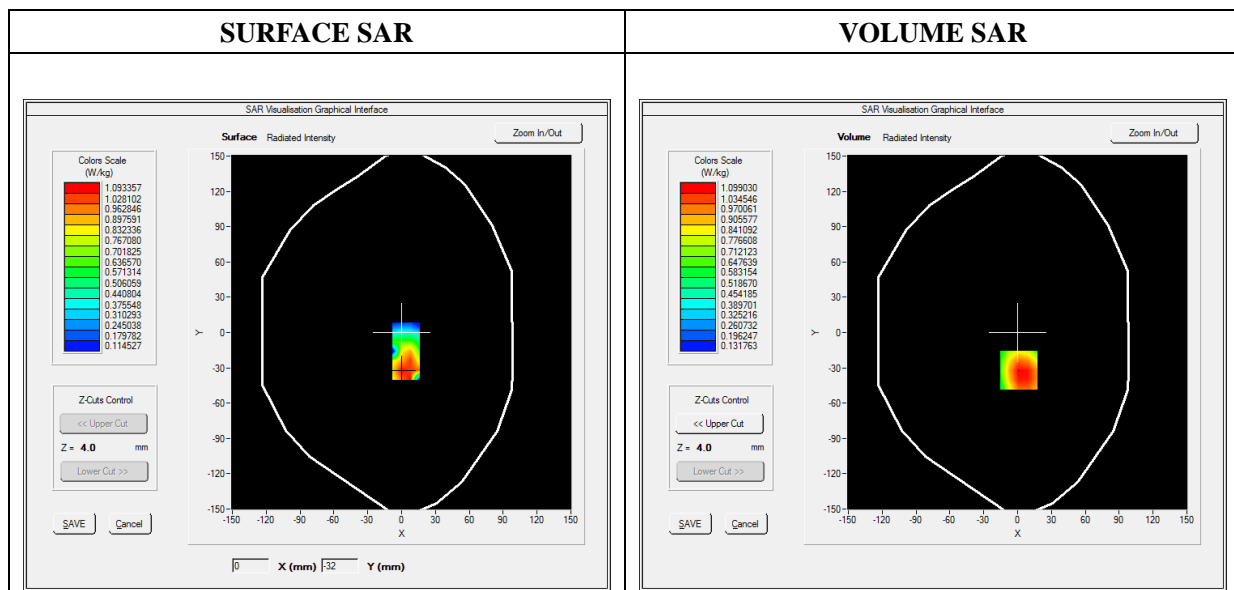 SURFACE SAR
VOLUME SAR
SAR Visualisation Graphical Interface
Surface Radiated Intensity
Zoom In/Out
Colors Scale
(W/kg)
1.093357
1.028102
0.962846
0.897591
0.832336
0.767080
0.701825
0.636570
0.571314
0.506059
0.440804
0.375548
0.310293
0.245038
0.179782
0.114527
150
120
90
60
30
0
-30
-60
-90
-120
-150
Y
-150 -120 -90 -60 -30 0 30 60 90 120 150
X
Z-Cuts Control
<< Upper Cut
Z = 4.0 mm
Lower Cut >>
SAVE Cancel
0 X (mm) -32 Y (mm)
SAR Visualisation Graphical Interface
Volume Radiated Intensity
Zoom In/Out
Colors Scale
(W/kg)
1.099030
1.034546
0.970061
0.905577
0.841092
0.776608
0.712123
0.647639
0.583154
0.518670
0.454185
0.389701
0.325216
0.260732
0.196247
0.131763
150
120
90
60
30
0
-30
-60
-90
-120
-150
Y
-150 -120 -90 -60 -30 0 30 60 90 120 150
X
Z-Cuts Control
<< Upper Cut
Z = 4.0 mm
Lower Cut >>
SAVE Cancel